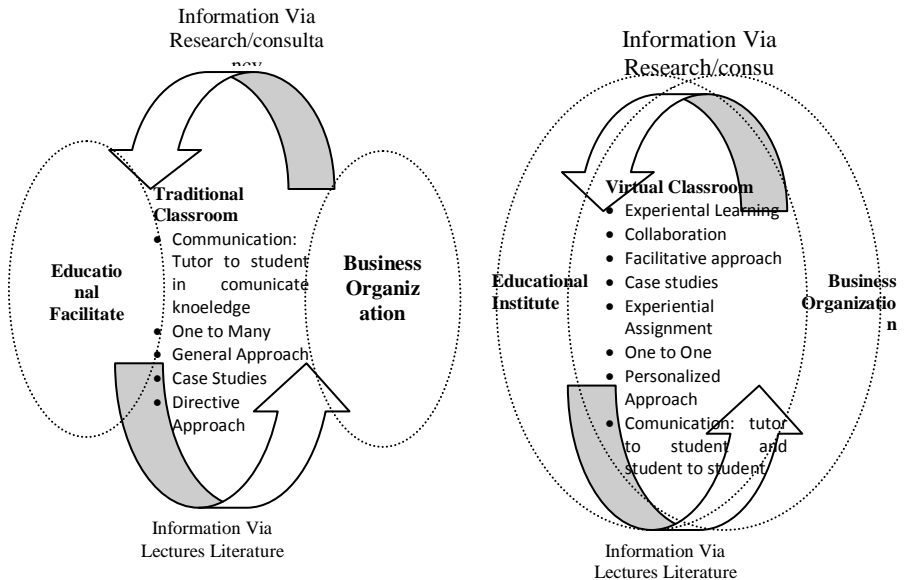 Information Via
Research/consulta
ncy
Traditional
Classroom
• Communication:
Tutor to student
in comunicate
knoeledge
• One to Many
• General Approach
• Case Studies
• Directive
Approach
Educatio
nal
Facilitate
Business
Organiz
ation
Information Via
Lectures Literature
Information Via
Research/consu
Virtual Classroom
• Experiential Learning
• Collaboration
• Facilitative approach
• Case studies
• Experiential
Assignment
• One to One
• Personalized
Approach
• Comunication: tutor
to student and
student to student
Educational
Institute
Business
Organizatio
n
Information Via
Lectures Literature